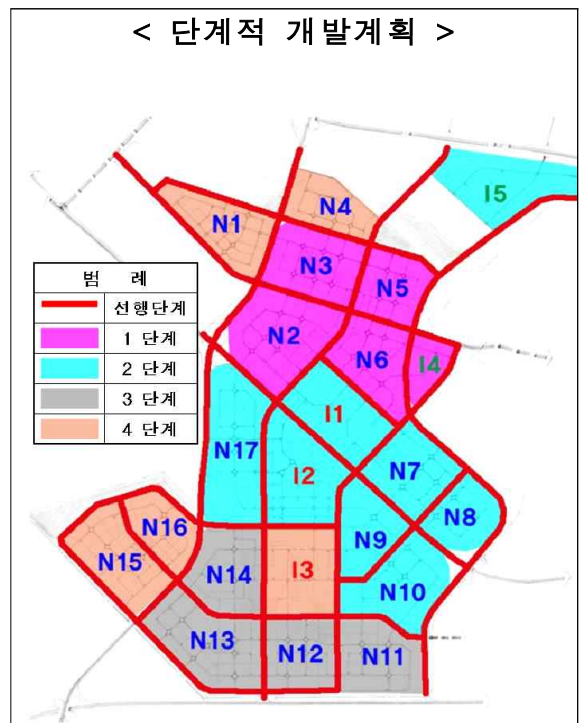 < 단계적 개발계획 >
I5
N4
N1
N3
N5
범 례
선행단계
1 단계
2 단계
3 단계
4 단계
N2
N6
I4
I1
N17
I2
N7
N8
N16
N15
N9
N14
I3
N10
N13
N12
N11